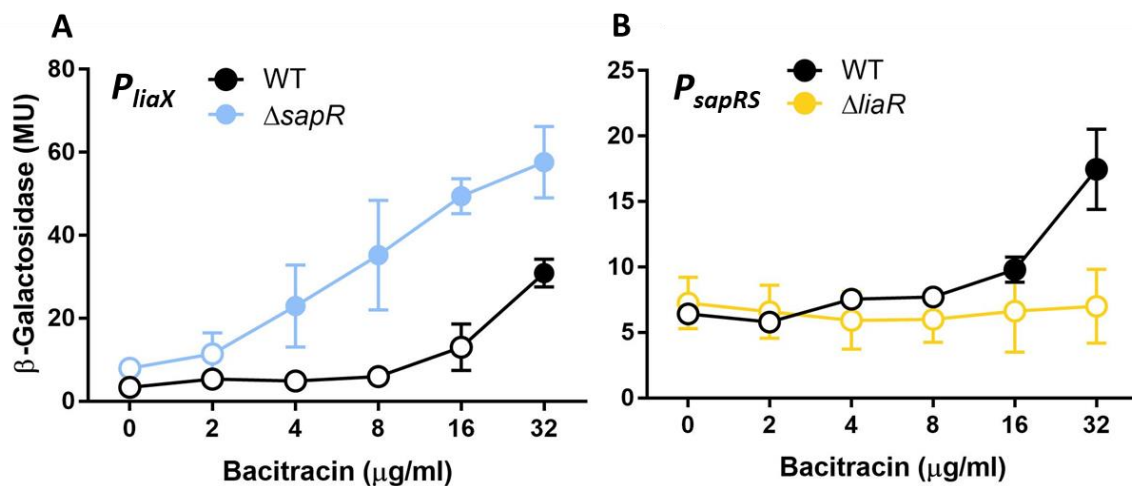 A
P_liaX
WT
ΔsapR
80
60
40
20
0
β-Galactosidase (MU)
0 2 4 8 16 32
Bacitracin (μg/ml)
B
P_sapRS
WT
ΔliaR
25
20
15
10
5
0
0 2 4 8 16 32
Bacitracin (μg/ml)